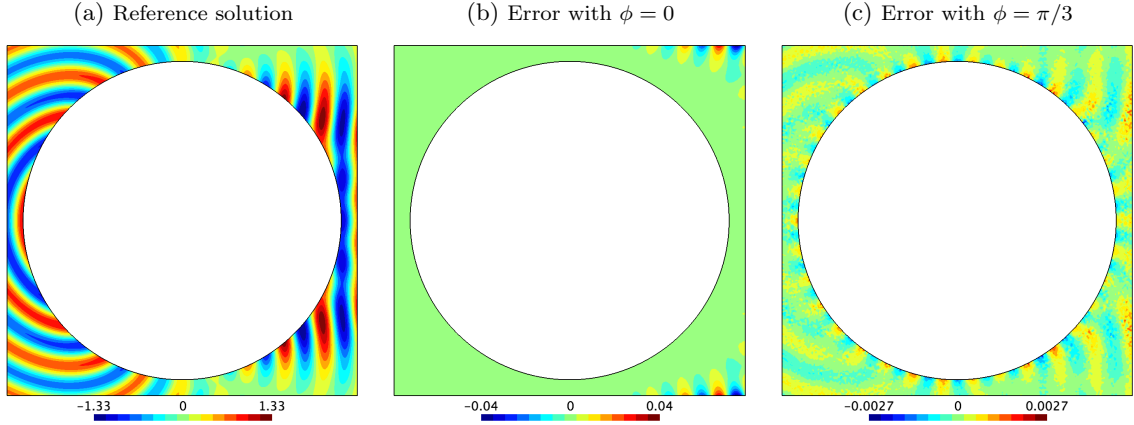 (a) Reference solution
(b) Error with ϕ = 0
(c) Error with ϕ = π/3
−1.33 0 1.33
−0.04 0 0.04
−0.0027 0 0.0027